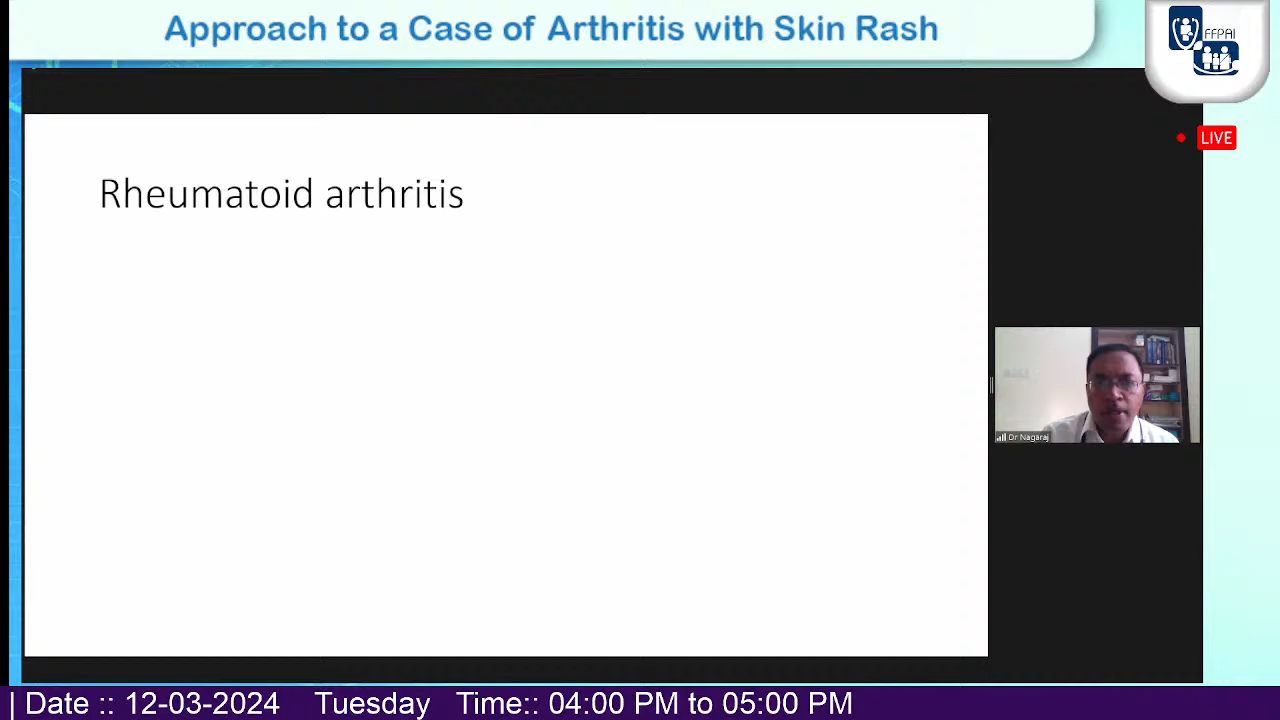 Approach to a Case of Arthritis with Skin Rash
FFPAI
LIVE
Rheumatoid arthritis
Dr Nagaraj
| Date :: 12-03-2024 Tuesday Time:: 04:00 PM to 05:00 PM